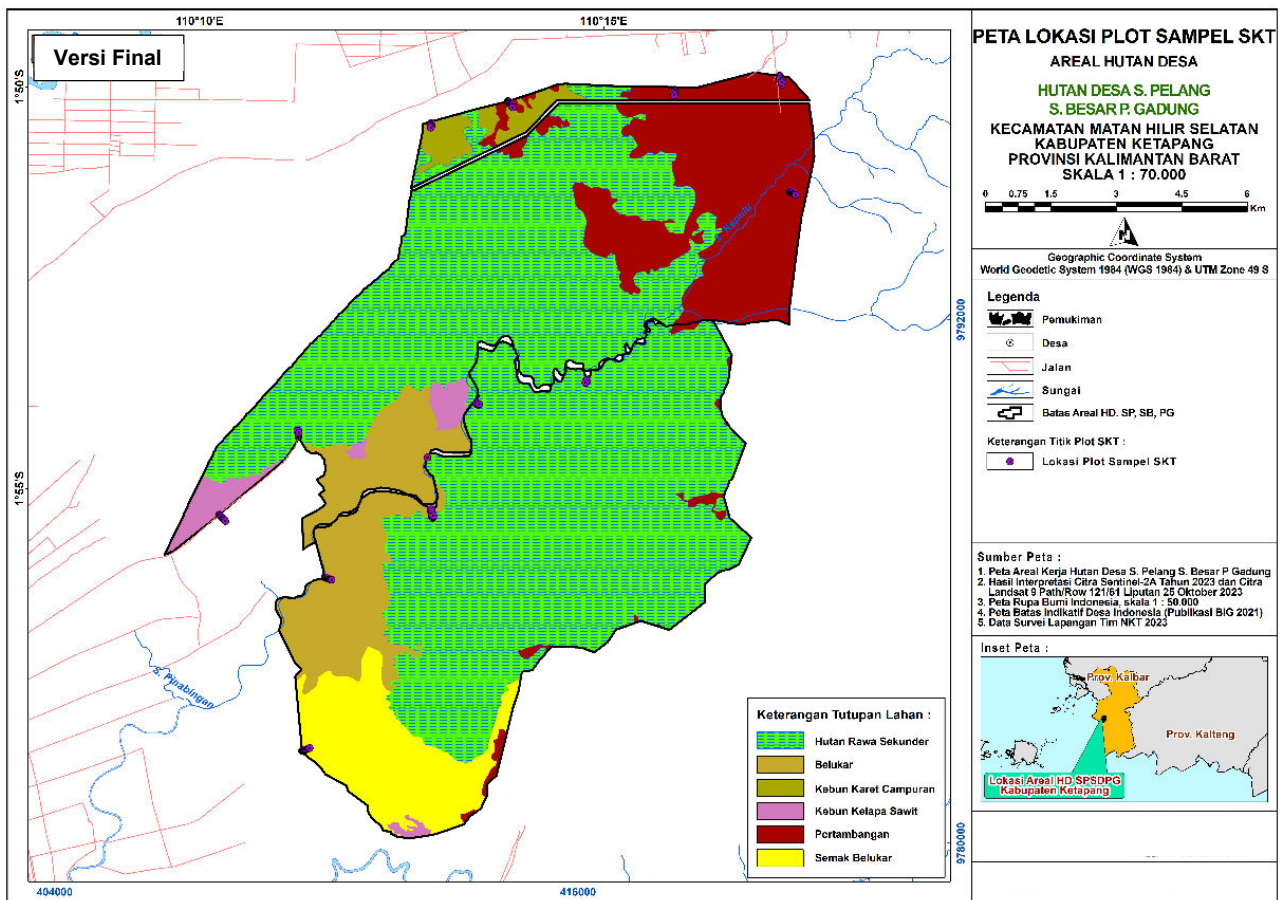 110°10'E
110°15'E
Versi Final
1°50'S
1°55'S
S. Kapulu
S. Pinabingan
9792000
9780000
404000
416000
Keterangan Tutupan Lahan :
Hutan Rawa Sekunder
Belukar
Kebun Karet Campuran
Kebun Kelapa Sawit
Pertambangan
Semak Belukar
PETA LOKASI PLOT SAMPEL SKT
AREAL HUTAN DESA
HUTAN DESA S. PELANG
S. BESAR P. GADUNG
KECAMATAN MATAN HILIR SELATAN
KABUPATEN KETAPANG
PROVINSI KALIMANTAN BARAT
SKALA 1 : 70.000
0 0.75 1.5 3 4.5 6
Km
N
Geographic Coordinate System
World Geodetic System 1984 (WGS 1984) & UTM Zone 49 S
Legenda
Pemukiman
Desa
Jalan
Sungai
Batas Areal HD. SP, SB, PG
Keterangan Titik Plot SKT :
Lokasi Plot Sampel SKT
Sumber Peta :
1. Peta Areal Kerja Hutan Desa S. Pelang S. Besar P Gadung
2. Hasil Interpretasi Citra Sentinel-2A Tahun 2023 dan Citra
Landsat 9 Path/Row 121/61 Liputan 25 Oktober 2023
3. Peta Rupa Bumi Indonesia, skala 1 : 50.000
4. Peta Batas Indikatif Desa Indonesia (Publikasi BIG 2021)
5. Data Survei Lapangan Tim NKT 2023
Inset Peta :
Prov. Kalbar
Prov. Kalteng
Lokasi Areal HD SPSDPG
Kabupaten Ketapang